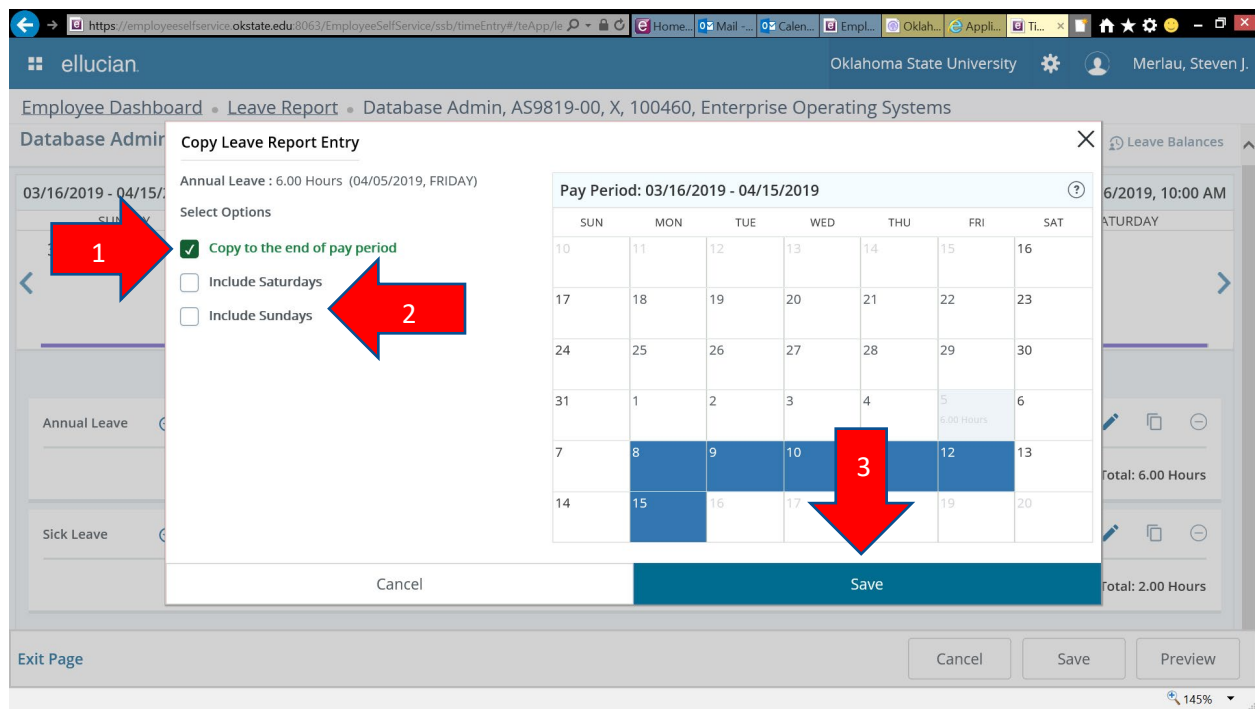 https://employeeselfservice.okstate.edu:8063/EmployeeSelfService/ssb/timeEntry#/teApp/le
Home... Mail -... Calen... Empl... Oklah... Appli... Ti...
ellucian. Oklahoma State University Merlau, Steven J.
Employee Dashboard • Leave Report • Database Admin, AS9819-00, X, 100460, Enterprise Operating Systems
Database Admin Leave Balances
Copy Leave Report Entry
03/16/2019 - 04/15/ 6/2019, 10:00 AM
ATURDAY
Annual Leave : 6.00 Hours (04/05/2019, FRIDAY)
Select Options
1
Copy to the end of pay period
Include Saturdays
Include Sundays
2
Pay Period: 03/16/2019 - 04/15/2019
SUN MON TUE WED THU FRI SAT
10 11 12 13 14 15 16
17 18 19 20 21 22 23
24 25 26 27 28 29 30
31 1 2 3 4 5 6
6.00 Hours
7 8 9 10 12 13
3
14 15 16 17 19 20
Cancel Save
Annual Leave
Total: 6.00 Hours
Sick Leave
Total: 2.00 Hours
Exit Page Cancel Save Preview
145%